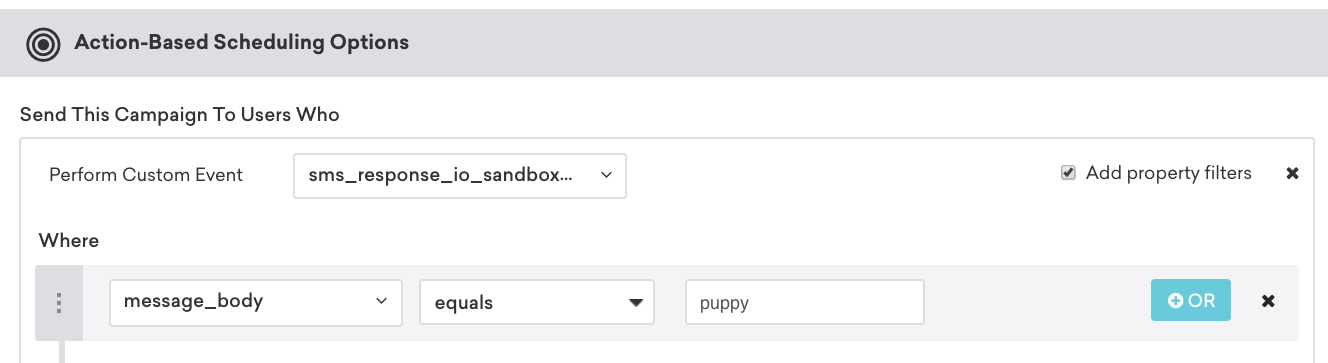 Action-Based Scheduling Options
Send This Campaign To Users Who
Perform Custom Event sms_response_io_sandbox... Add property filters
Where
message_body equals puppy OR